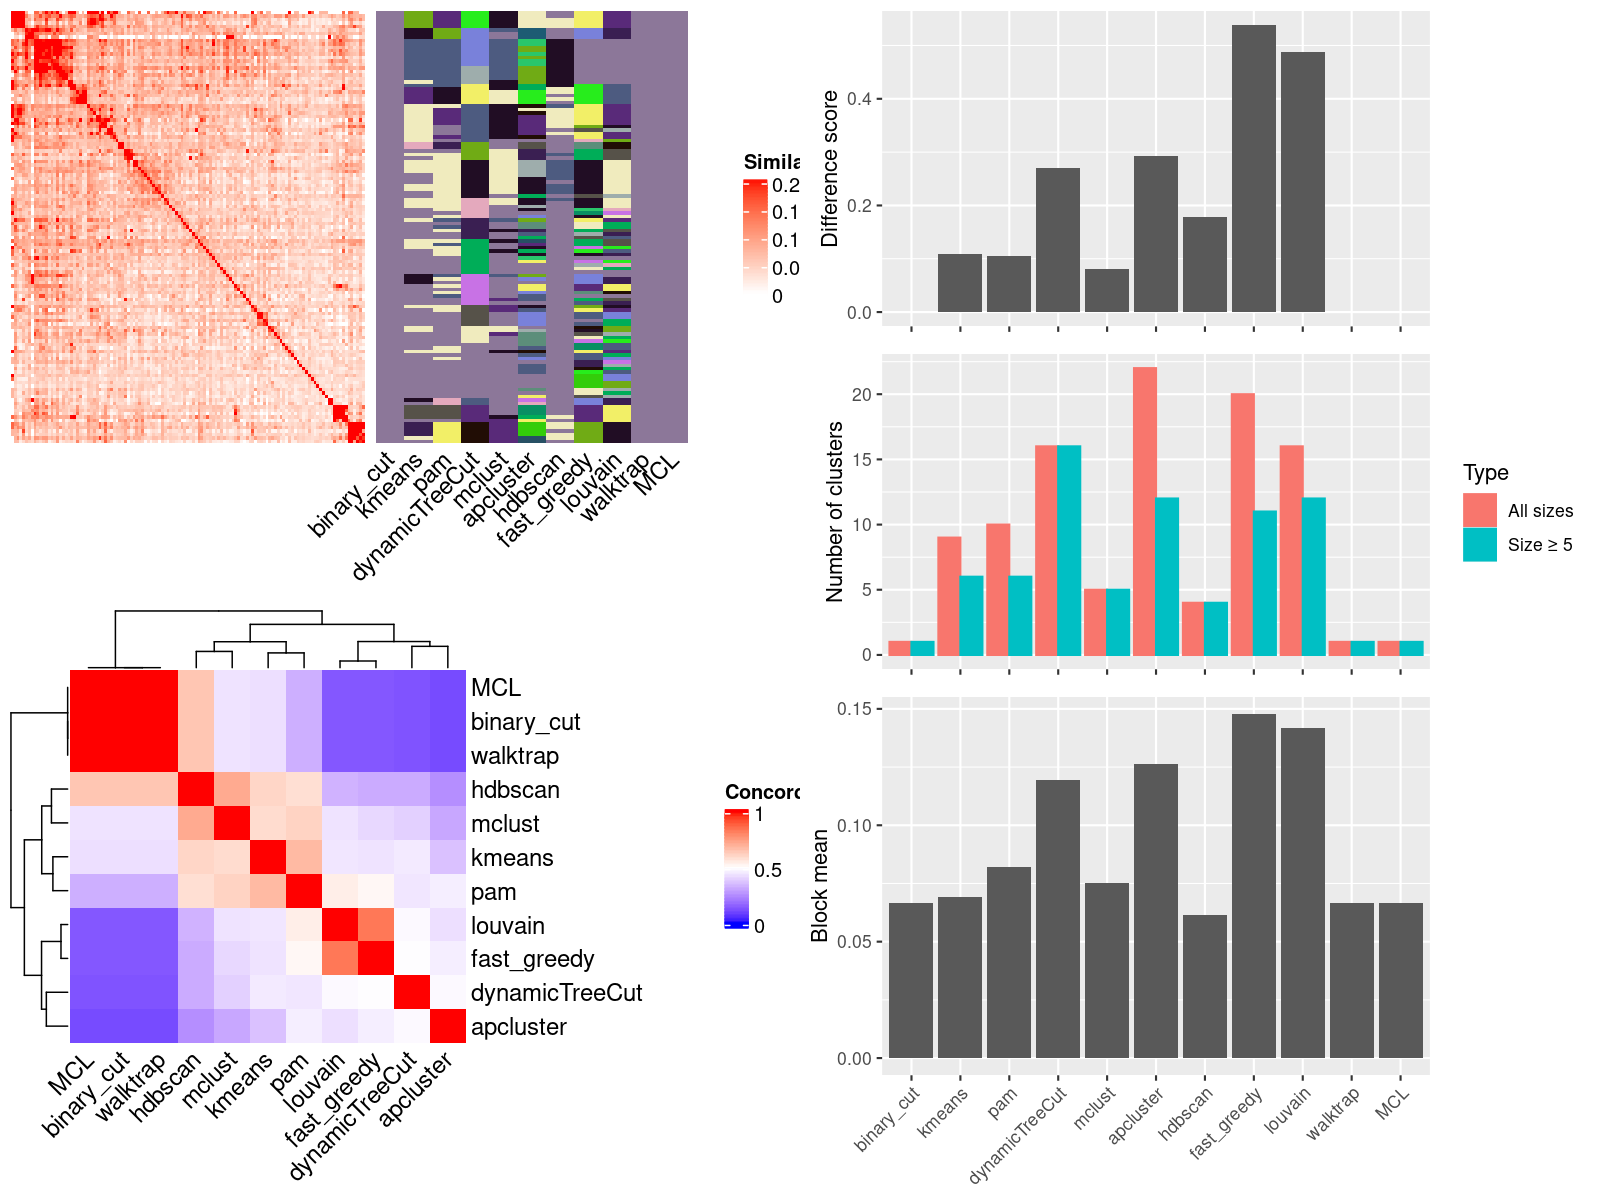 Simila
0.2
0.1
0.1
0.0
0
binary_cut
kmeans
pam
dynamicTreeCut
mclust
apcluster
hdbscan
fast_greedy
louvain
walktrap
MCL
MCL
binary_cut
walktrap
hdbscan
mclust
kmeans
pam
louvain
fast_greedy
dynamicTreeCut
apcluster
MCL
binary_cut
walktrap
hdbscan
mclust
kmeans
pam
louvain
fast_greedy
dynamicTreeCut
apcluster
Concord
1
0.5
0
Difference score
0.4
0.2
0.0
Number of clusters
20
15
10
5
0
Type
All sizes
Size ≥ 5
Block mean
0.15
0.10
0.05
0.00
binary_cut
kmeans
pam
dynamicTreeCut
mclust
apcluster
hdbscan
fast_greedy
louvain
walktrap
MCL